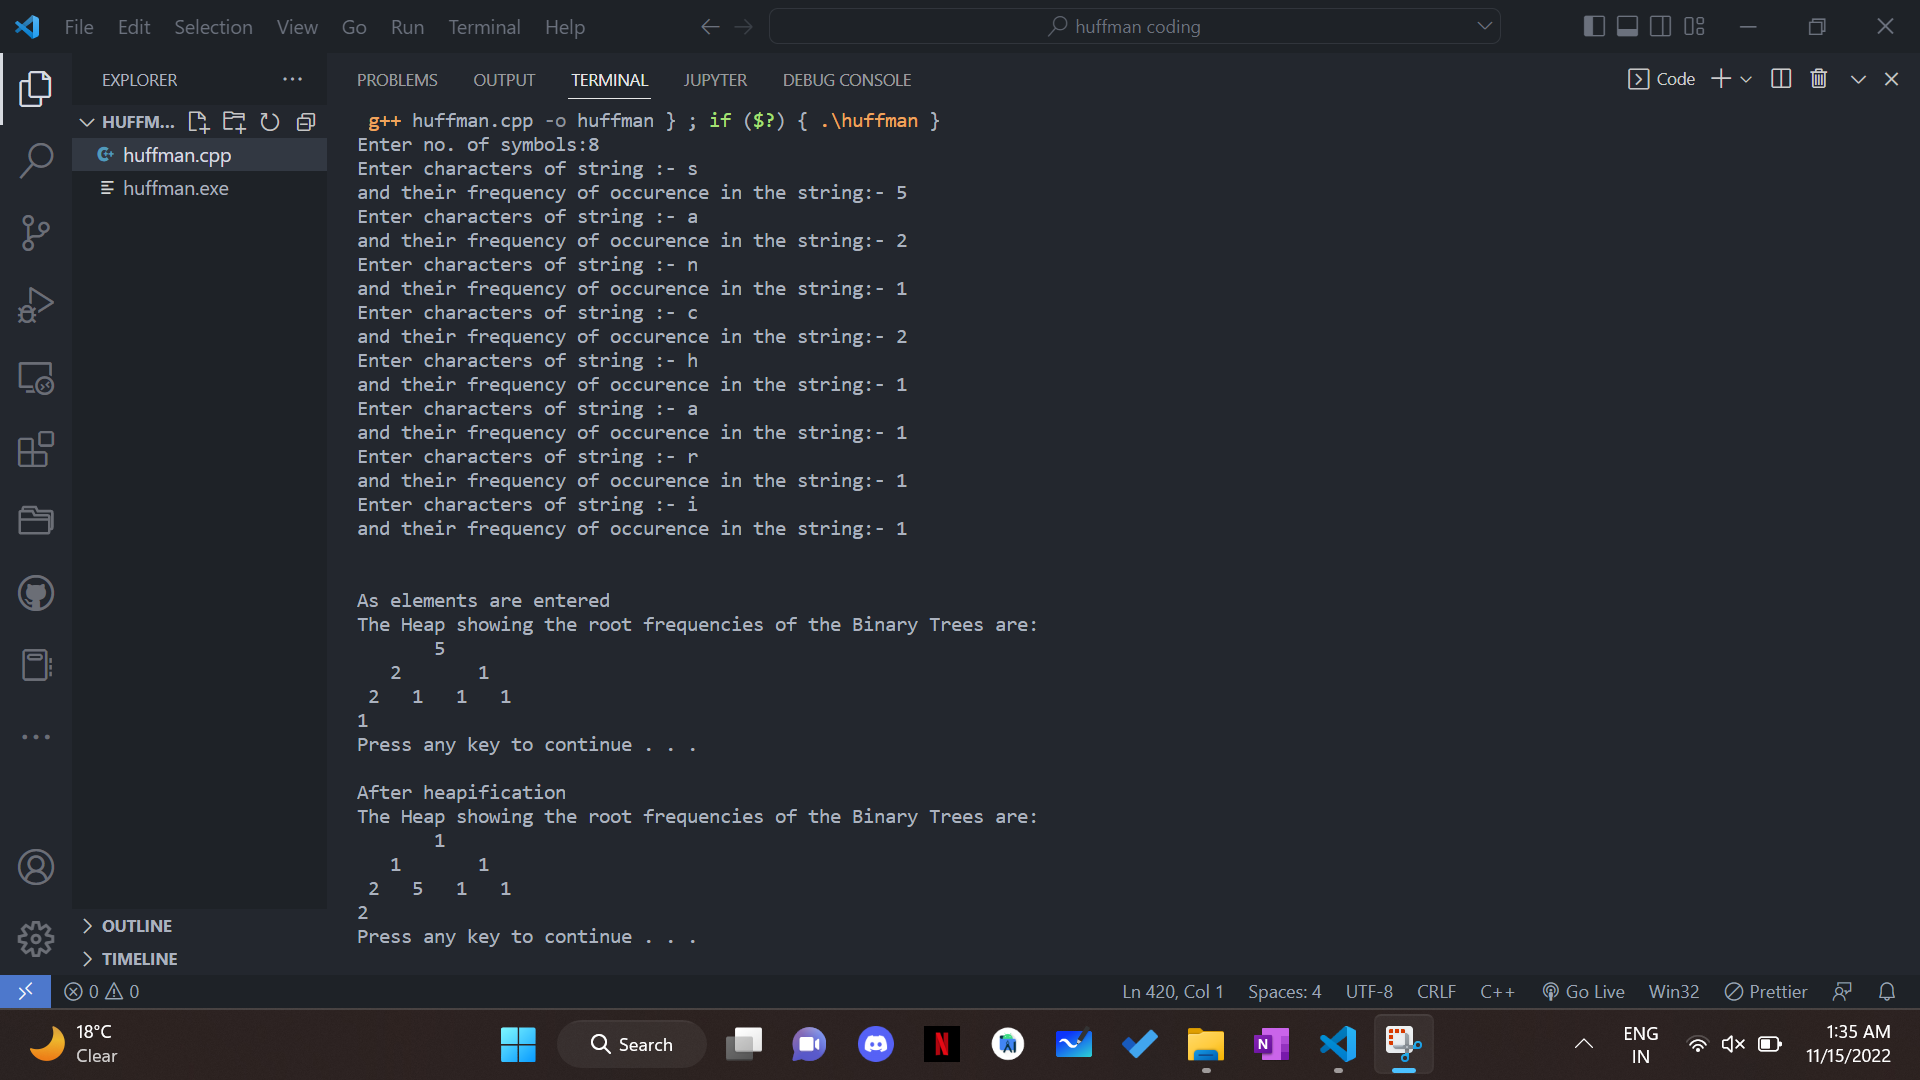 File Edit Selection View Go Run Terminal Help
huffman coding
EXPLORER
HUFFM...
huffman.cpp
huffman.exe
OUTLINE
TIMELINE
PROBLEMS OUTPUT TERMINAL JUPYTER DEBUG CONSOLE
Code
g++ huffman.cpp -o huffman } ; if ($?) { .\huffman }
Enter no. of symbols:8
Enter characters of string :- s
and their frequency of occurence in the string:- 5
Enter characters of string :- a
and their frequency of occurence in the string:- 2
Enter characters of string :- n
and their frequency of occurence in the string:- 1
Enter characters of string :- c
and their frequency of occurence in the string:- 2
Enter characters of string :- h
and their frequency of occurence in the string:- 1
Enter characters of string :- a
and their frequency of occurence in the string:- 1
Enter characters of string :- r
and their frequency of occurence in the string:- 1
Enter characters of string :- i
and their frequency of occurence in the string:- 1
As elements are entered
The Heap showing the root frequencies of the Binary Trees are:
5
2 1
2 1 1 1
1
Press any key to continue . . .
After heapification
The Heap showing the root frequencies of the Binary Trees are:
1
1 1
2 5 1 1
2
Press any key to continue . . .
0 0
Ln 420, Col 1 Spaces: 4 UTF-8 CRLF C++ Go Live Win32 Prettier
18°C
Clear
Search
N
AI
N
ENG
IN
1:35 AM
11/15/2022